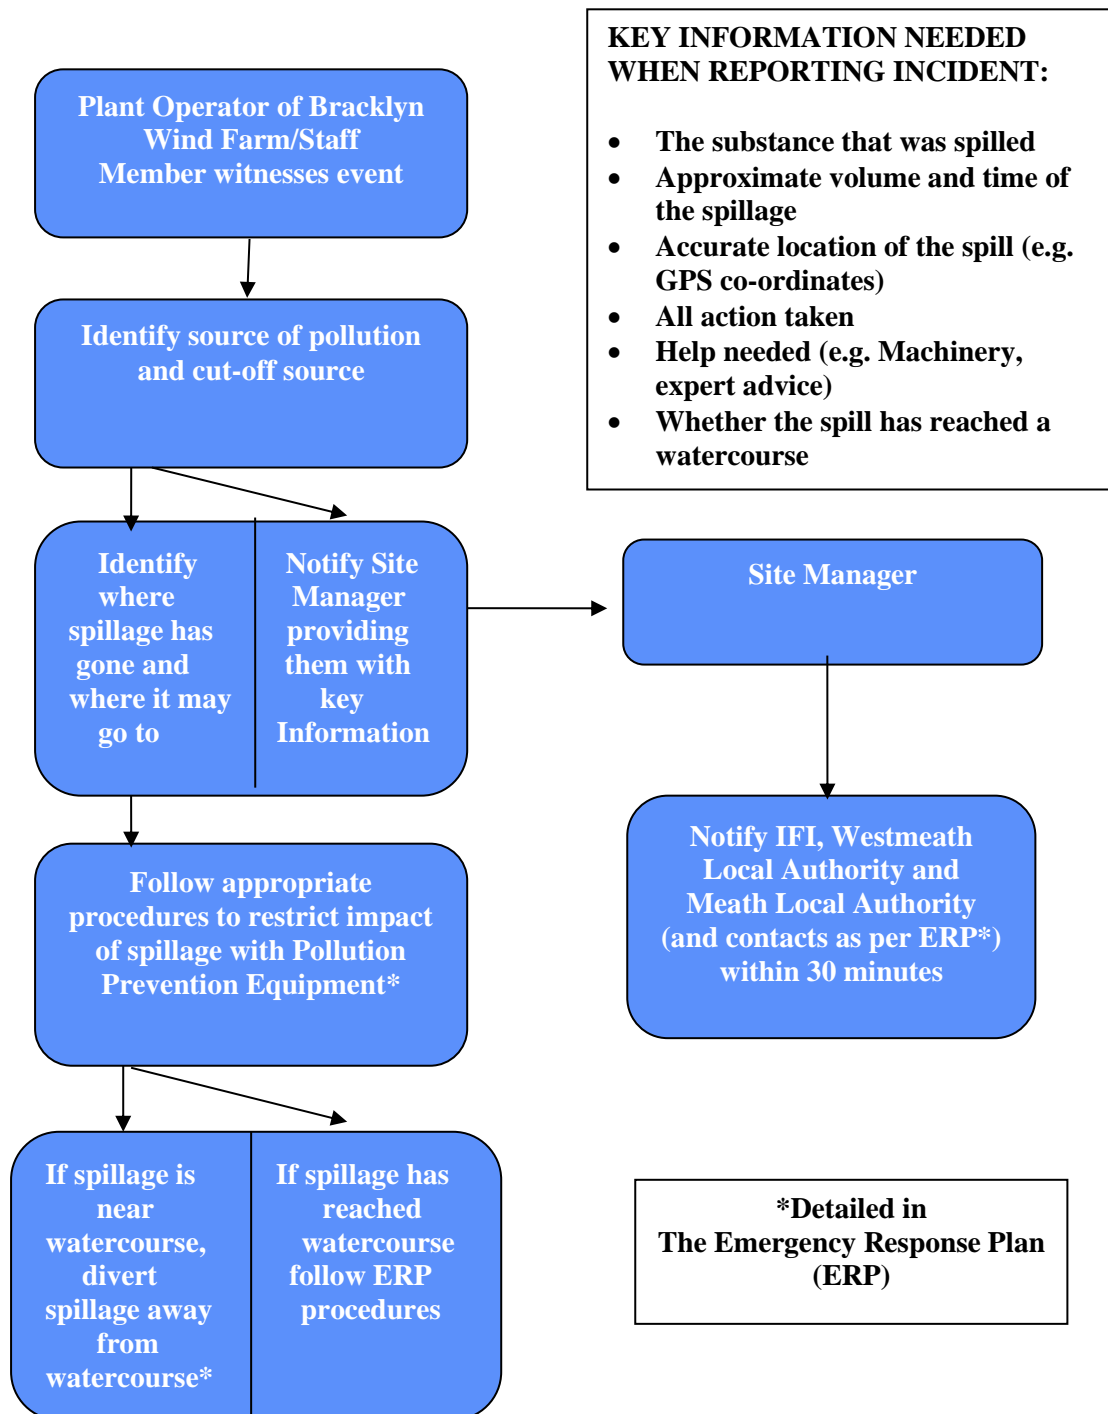 Plant Operator of Bracklyn
Wind Farm/Staff
Member witnesses event
Identify source of pollution
and cut-off source
Identify
where
spillage has
gone and
where it may
go to
Notify Site
Manager
providing
them with
key
Information
Follow appropriate
procedures to restrict impact
of spillage with Pollution
Prevention Equipment*
If spillage is
near
watercourse,
divert
spillage away
from
watercourse*
If spillage has
reached
watercourse
follow ERP
procedures
KEY INFORMATION NEEDED
WHEN REPORTING INCIDENT:
• The substance that was spilled
• Approximate volume and time of
the spillage
• Accurate location of the spill (e.g.
GPS co-ordinates)
• All action taken
• Help needed (e.g. Machinery,
expert advice)
• Whether the spill has reached a
watercourse
Site Manager
Notify IFI, Westmeath
Local Authority and
Meath Local Authority
(and contacts as per ERP*)
within 30 minutes
*Detailed in
The Emergency Response Plan
(ERP)